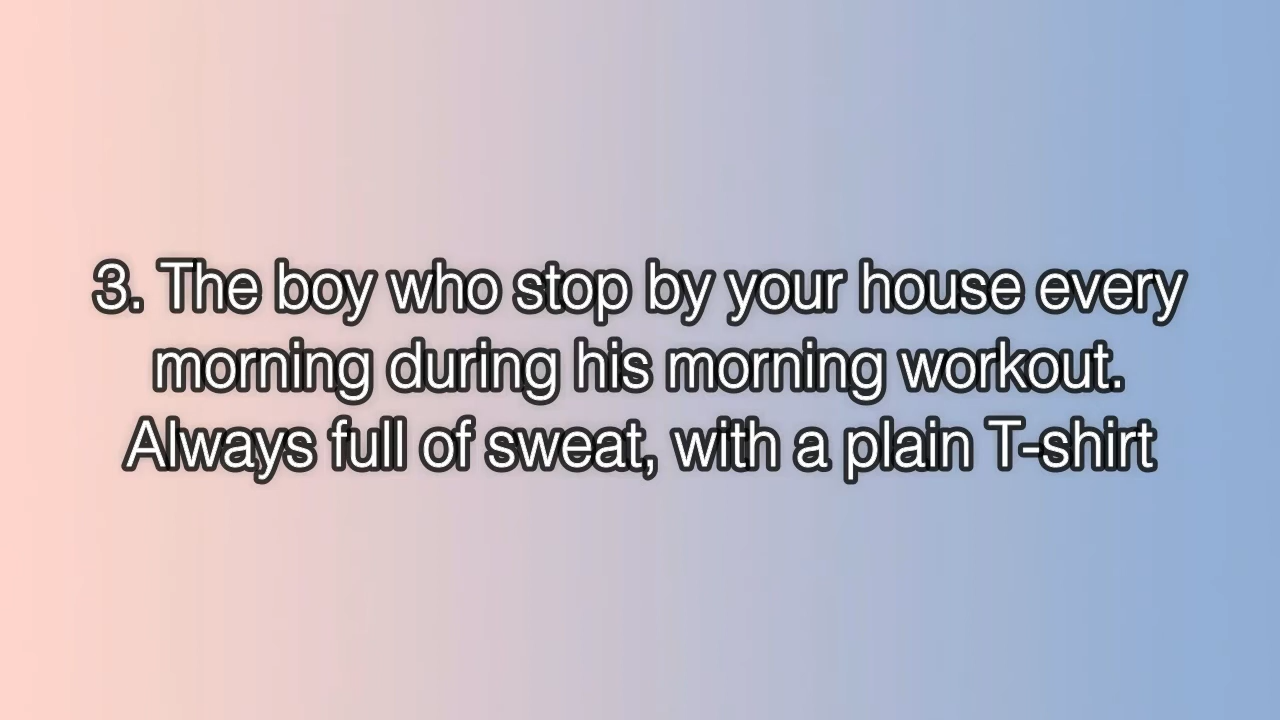 3. The boy who stop by your house every
morning during his morning workout.
Always full of sweat, with a plain T-shirt